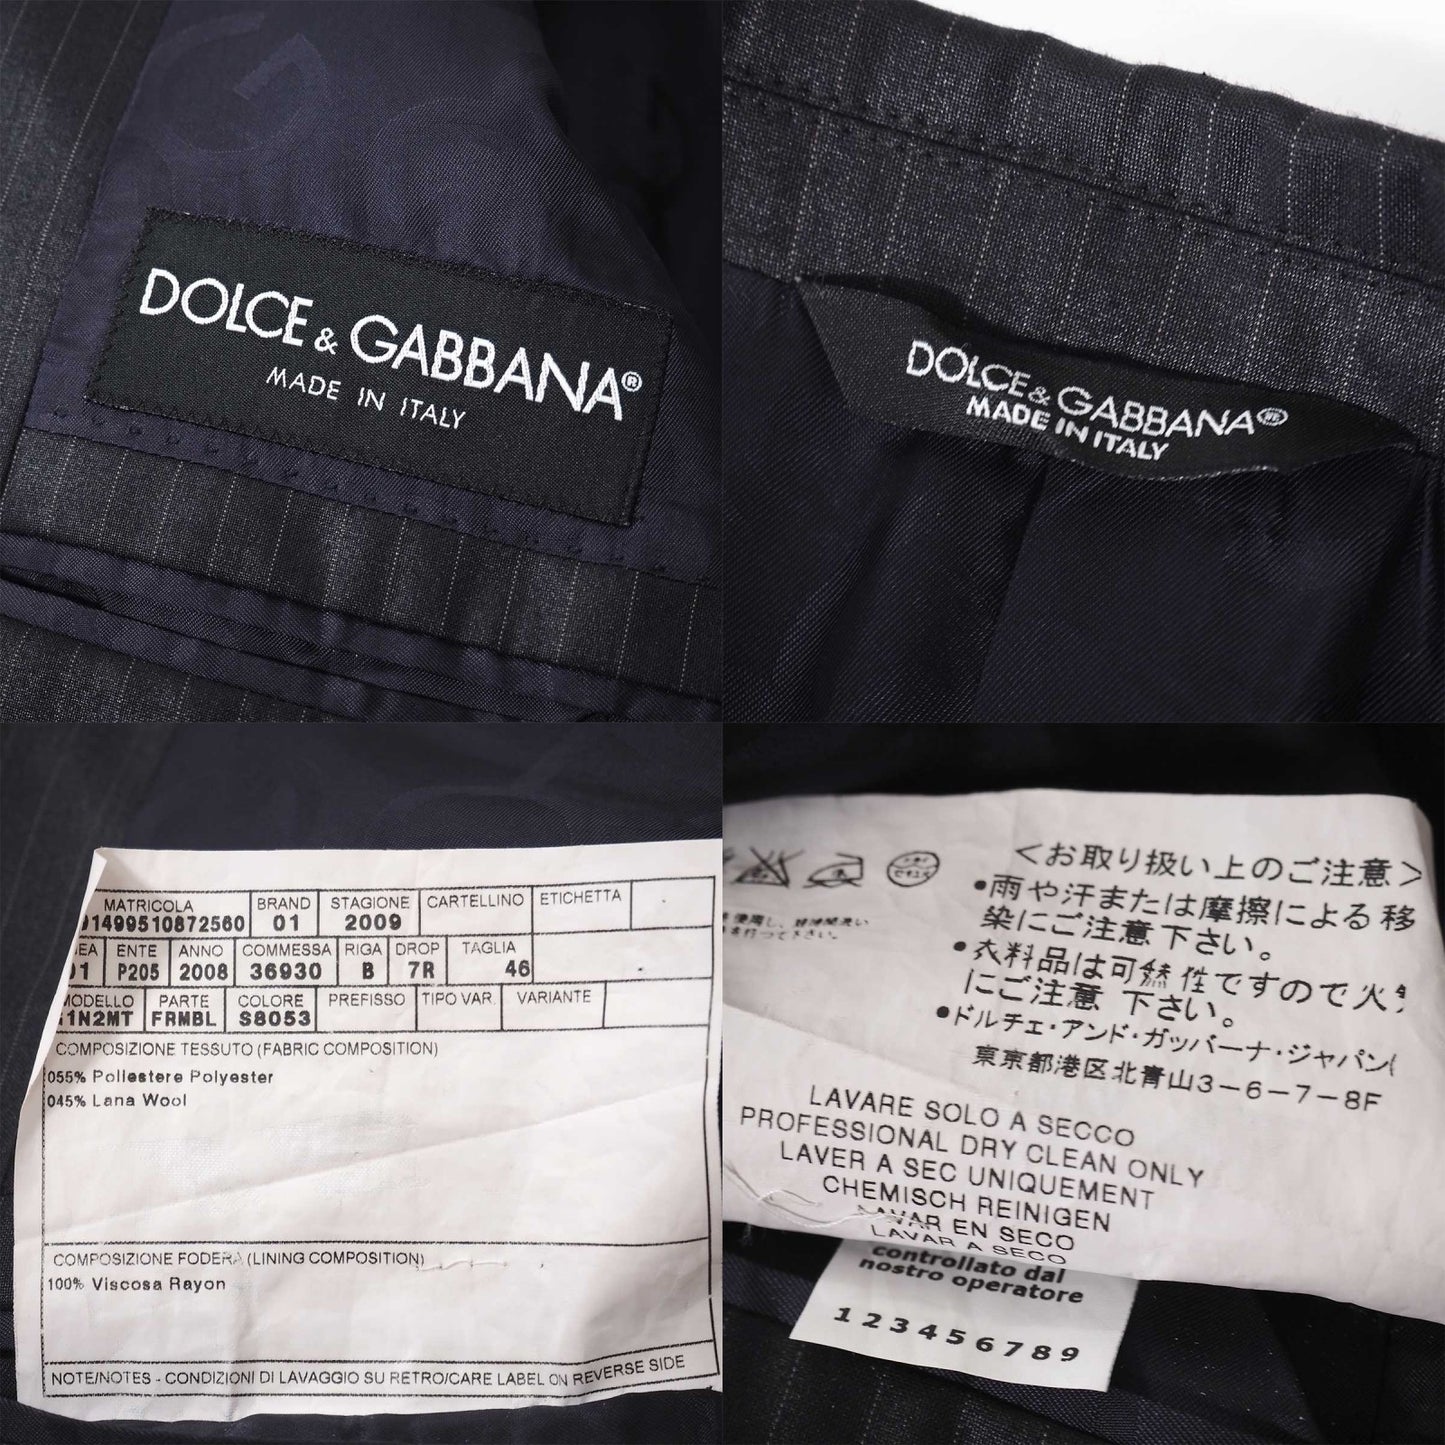 DOLCE & GABBANA®
MADE IN ITALY
DOLCE & GABBANA
MADE IN ITALY
MATRICOLA BRAND STAGIONE CARTELLINO ETICHETTA
01499510872560 01 2009
ENTE ANNO COMMESSA RIGA DROP TAGLIA
P205 2008 36930 B 7R 46
MODELLO PARTE COLORE PREFISSO TIPO VAR. VARIANTE
1N2MT FRMBL S8053
COMPOSIZIONE TESSUTO (FABRIC COMPOSITION)
055% Poliestere Polyester
045% Lana Wool
COMPOSIZIONE FODERA (LINING COMPOSITION)
100% Viscosa Rayon
NOTE/NOTES - CONDIZIONI DI LAVAGGIO SU RETRO/CARE LABEL ON REVERSE SIDE
<お取り扱い上のご注意>
•雨や汗または摩擦による移
染にご注意下さい。
•衣料品は可燃性ですので火
にご注意 下さい。
•ドルチェ・アンド・ガッバーナ・ジャパン(
東京都港区北青山3-6-7-8F
LAVARE SOLO A SECCO
PROFESSIONAL DRY CLEAN ONLY
LAVER A SEC UNIQUEMENT
CHEMISCH REINIGEN
LAVAR EN SECO
LAVAR A SECO
controllato dal
nostro operatore
1 2 3 4 5 6 7 8 9